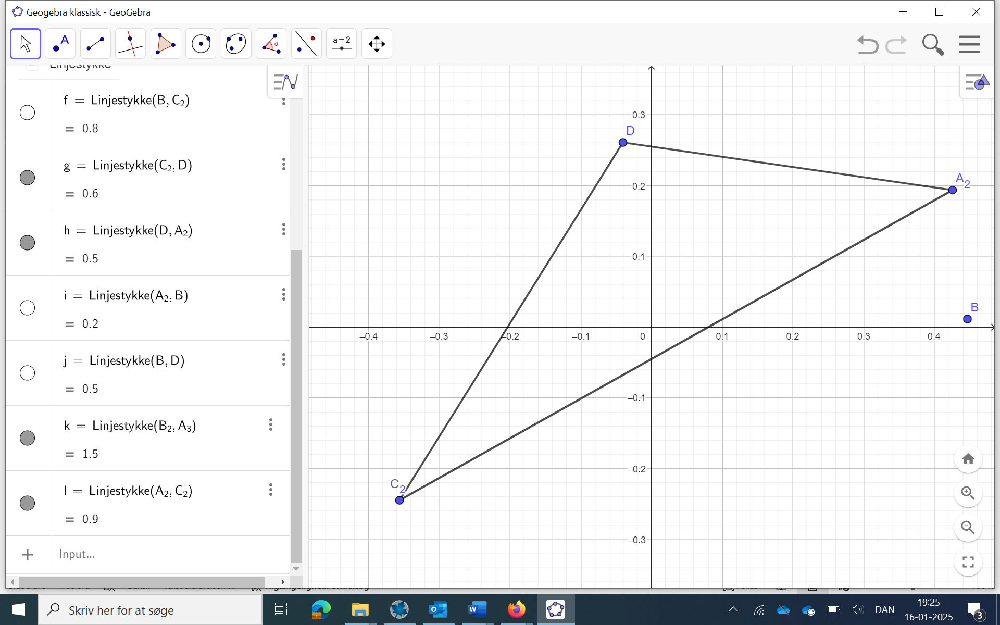 Geogebra klassisk - GeoGebra
A
α
a=2
Linjestykke
f = Linjestykke(B, C₂)
= 0.8
g = Linjestykke(C₂, D)
= 0.6
h = Linjestykke(D, A₂)
= 0.5
i = Linjestykke(A₂, B)
= 0.2
j = Linjestykke(B, D)
= 0.5
k = Linjestykke(B₂, A₃)
= 1.5
l = Linjestykke(A₂, C₂)
= 0.9
+ Input...
0.3
D
A₂
0.2
0.1
B
–0.4 –0.3 –0.2 –0.1 0 0.1 0.2 0.3 0.4
–0.1
–0.2
C₂
–0.3
Skriv her for at søge
DAN
19:25
16-01-2025
3